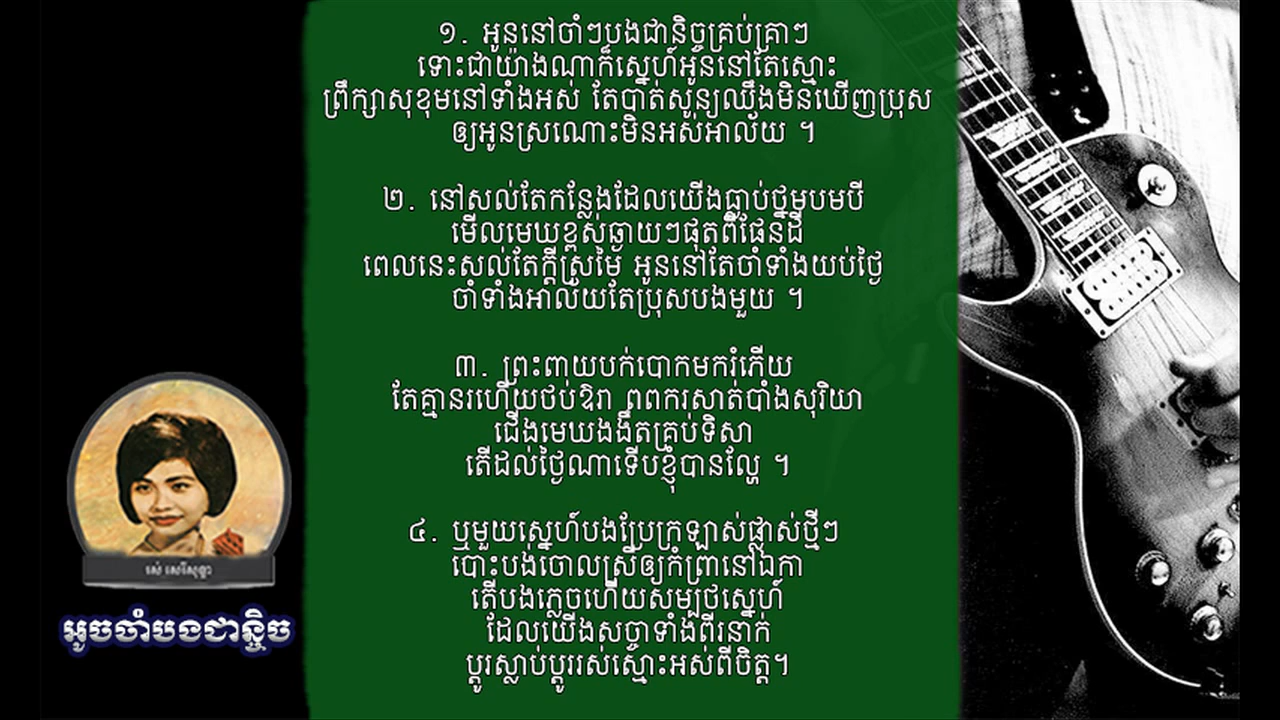 ១. អូននៅចាំៗបងជានិច្ចគ្រប់គ្រាៗ
ទោះជាយ៉ាងណាក៏ស្នេហ៍អូននៅតែស្មោះ
ព្រឹក្សាសុខុមនៅទាំងអស់ តែបាត់សូន្យឈឹងមិនឃើញប្រុស
ឲ្យអូនស្រណោះមិនអស់អាល័យ ។
២. នៅសល់តែកន្លែងដែលយើងធ្លាប់ថ្នមបមបី
មើលមេឃខ្ពស់ឆ្ងាយៗផុតពីផែនដី
ពេលនេះសល់តែក្ដីស្រមៃ អូននៅតែចាំទាំងយប់ថ្ងៃ
ចាំទាំងអាល័យតែប្រុសបងមួយ ។
៣. ព្រះពាយបក់បោកមករំភើយ
តែគ្មានរហើយថប់ឱរា ពពករសាត់បាំងសុរិយា
ជើងមេឃងងឹតគ្រប់ទិសា
តើដល់ថ្ងៃណាទើបខ្ញុំបានល្ហែ ។
៤. ឬមួយស្នេហ៍បងប្រែក្រឡាស់ផ្លាស់ថ្មីៗ
បោះបង់ចោលស្រីឲ្យកំព្រានៅឯកា
តើបងភ្លេចហើយសម្បថស្នេហ៍
ដែលយើងសច្ចាទាំងពីរនាក់
ប្ដូរស្លាប់ប្ដូររស់ស្មោះអស់ពីចិត្ត។
រស់ សេរីសុទ្ធា
អូចចាំបងជានិច្ច